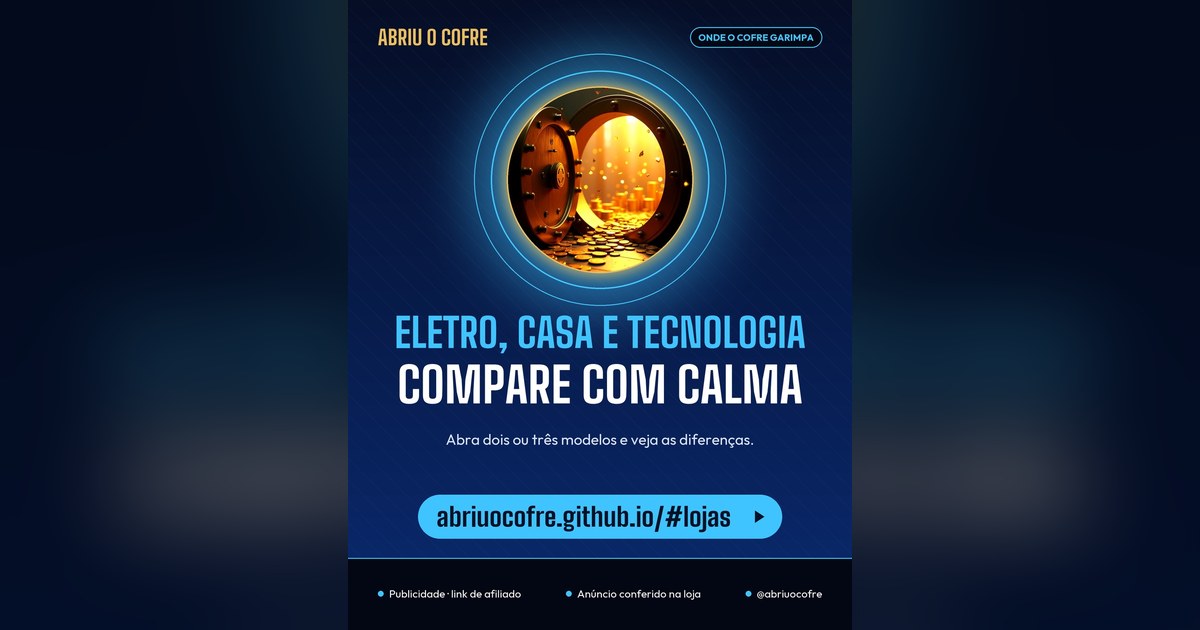 ABRIU O COFRE
ONDE O COFRE GARIMPA
ELETRO, CASA E TECNOLOGIA
COMPARE COM CALMA
Abra dois ou três modelos e veja as diferenças.
abriuocofre.github.io/#lojas
Publicidade · link de afiliado
Anúncio conferido na loja
@abriuocofre